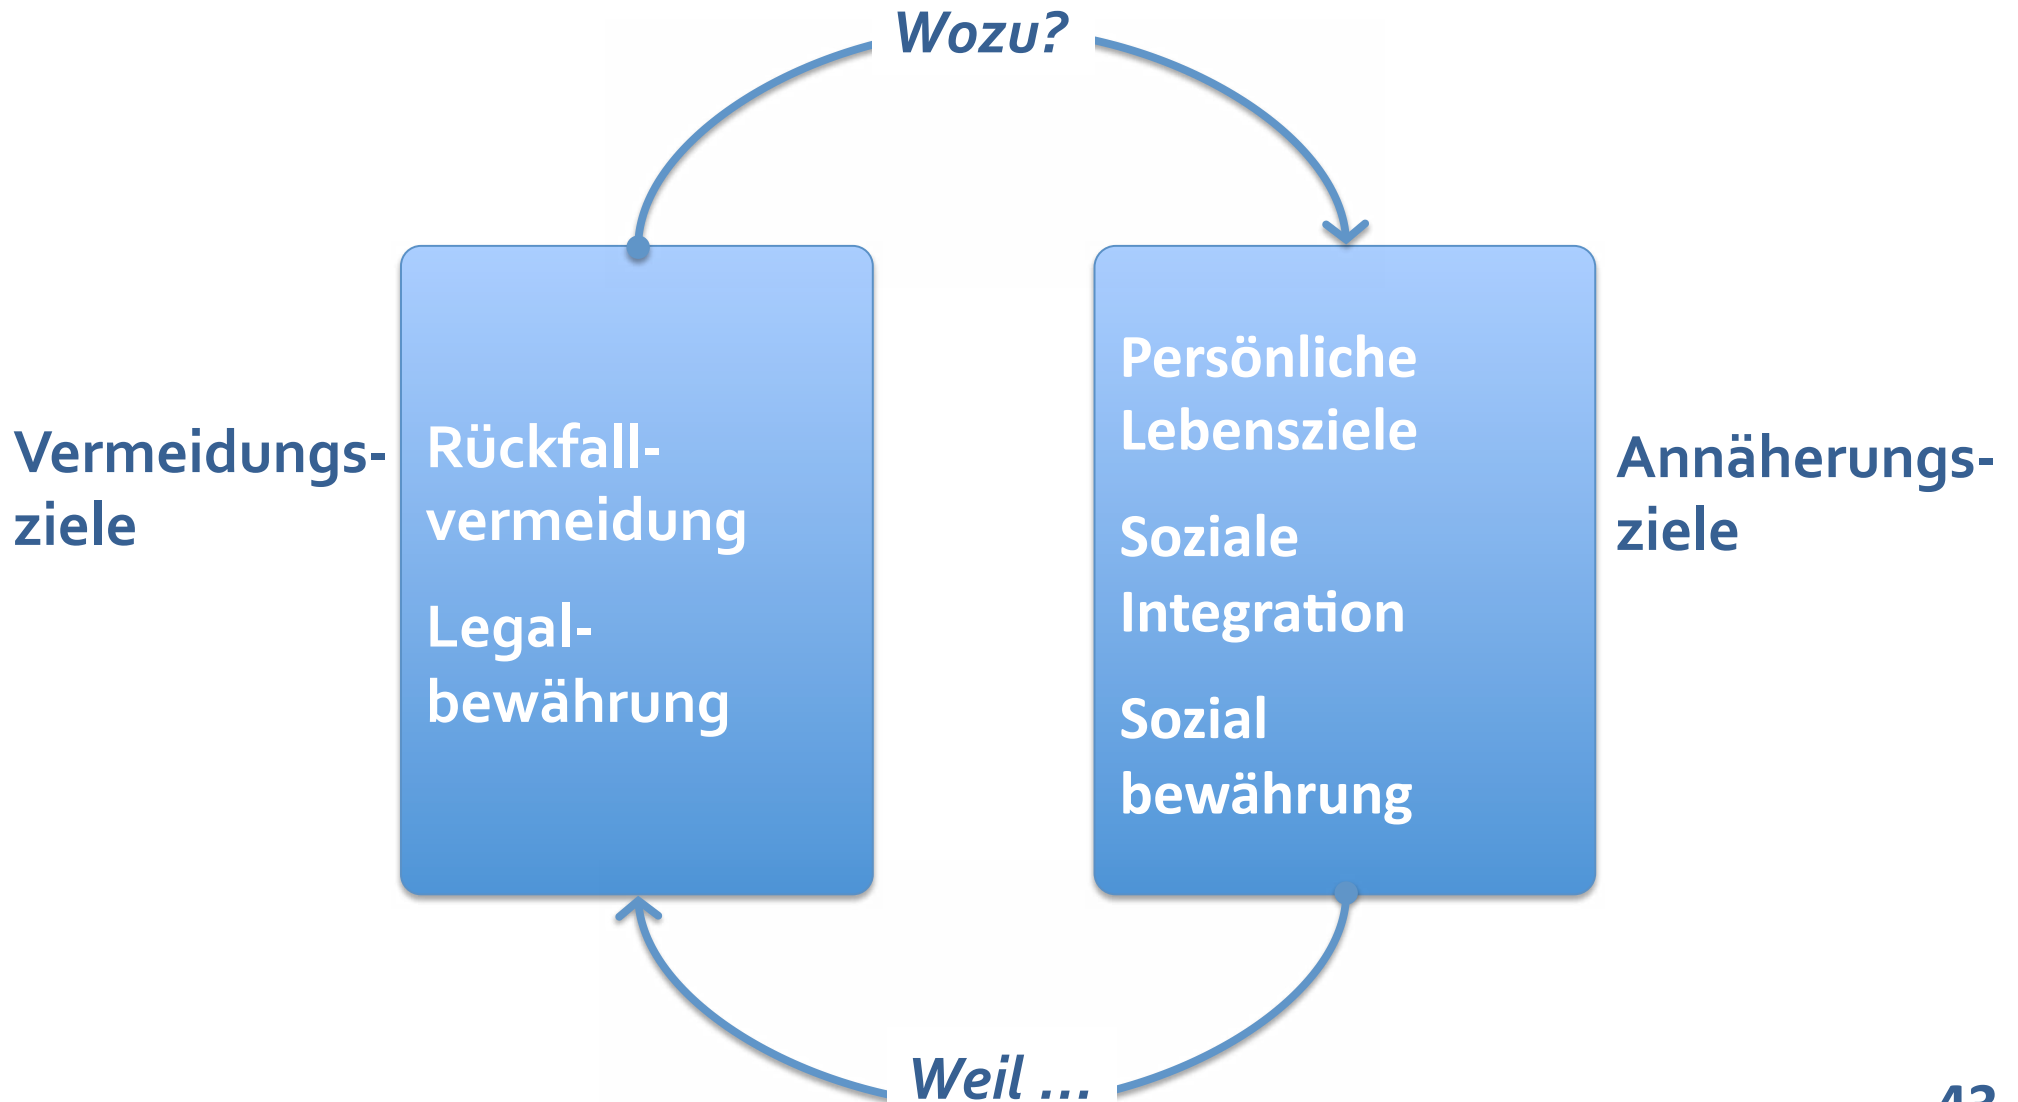 Wozu?
Vermeidungs-
ziele
Rückfall-
vermeidung
Legal-
bewährung
Persönliche
Lebensziele
Soziale
Integration
Sozial
bewährung
Annäherungs-
ziele
Weil ...